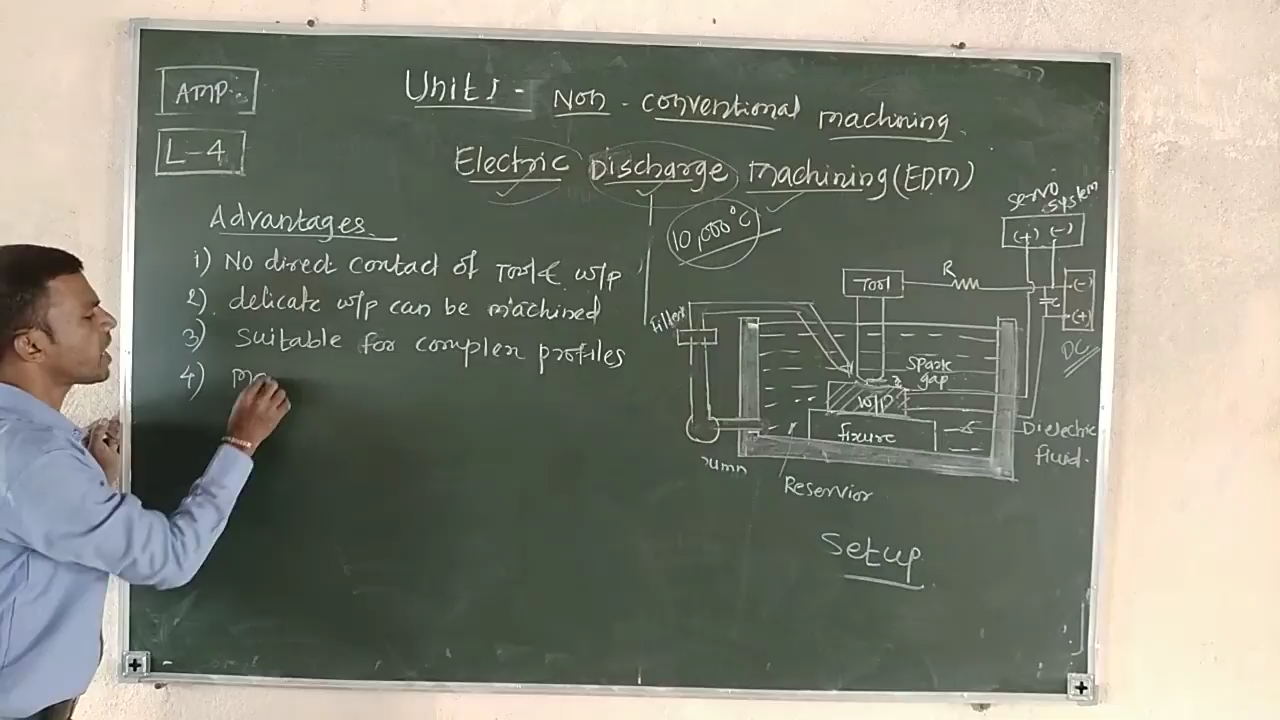 AMP:
L-4
Unit 5 - Non-conventional machining.
Electric Discharge Machining (EDM)
10,000°C
Advantages.
1) No direct contact of Tool & w/p
2) delicate w/p can be machined
3) Suitable for complex profiles
4)
Servo system
(+) (-)
R
Tool
(-)
C
(+)
DC
Filter
Spark gap
w/p
fixure
Dielectric fluid.
Reservior
Setup